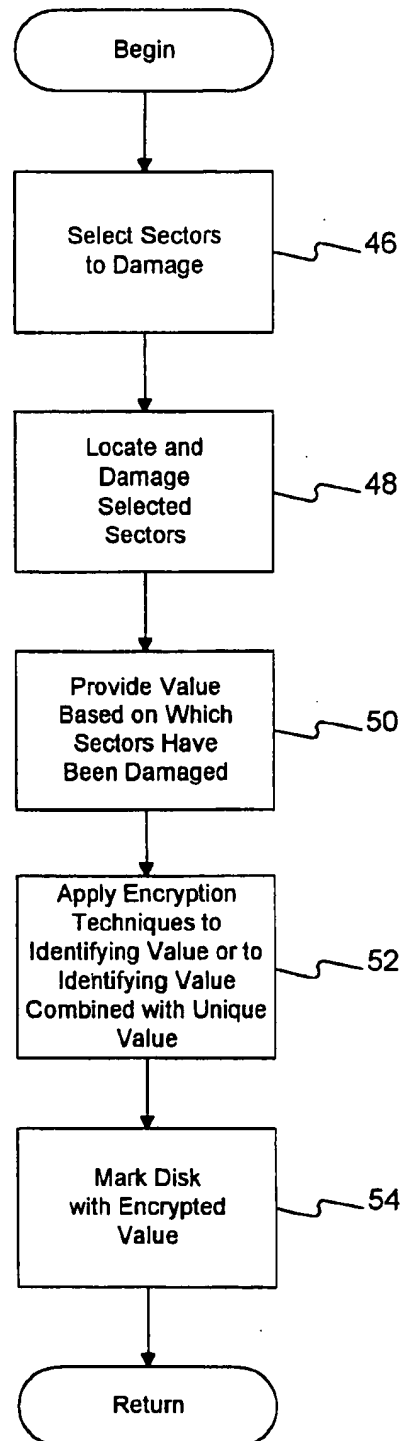 Begin
Select Sectors
to Damage
46
Locate and
Damage
Selected
Sectors
48
Provide Value
Based on Which
Sectors Have
Been Damaged
50
Apply Encryption
Techniques to
Identifying Value or to
Identifying Value
Combined with Unique
Value
52
Mark Disk
with Encrypted
Value
54
Return